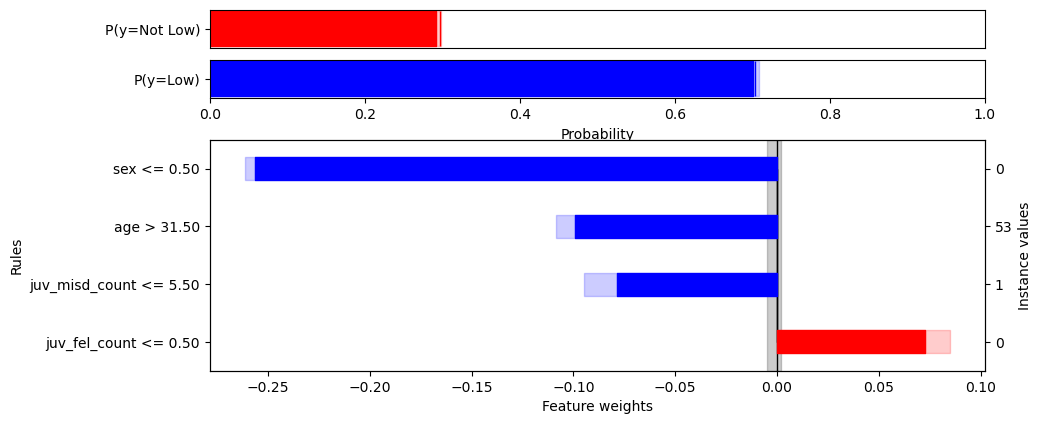 P(y=Not Low)
P(y=Low)
0.0 0.2 0.4 0.6 0.8 1.0
Probability
sex <= 0.50 0
age > 31.50 53
juv_misd_count <= 5.50 1
juv_fel_count <= 0.50 0
Rules
Instance values
−0.25 −0.20 −0.15 −0.10 −0.05 0.00 0.05 0.10
Feature weights